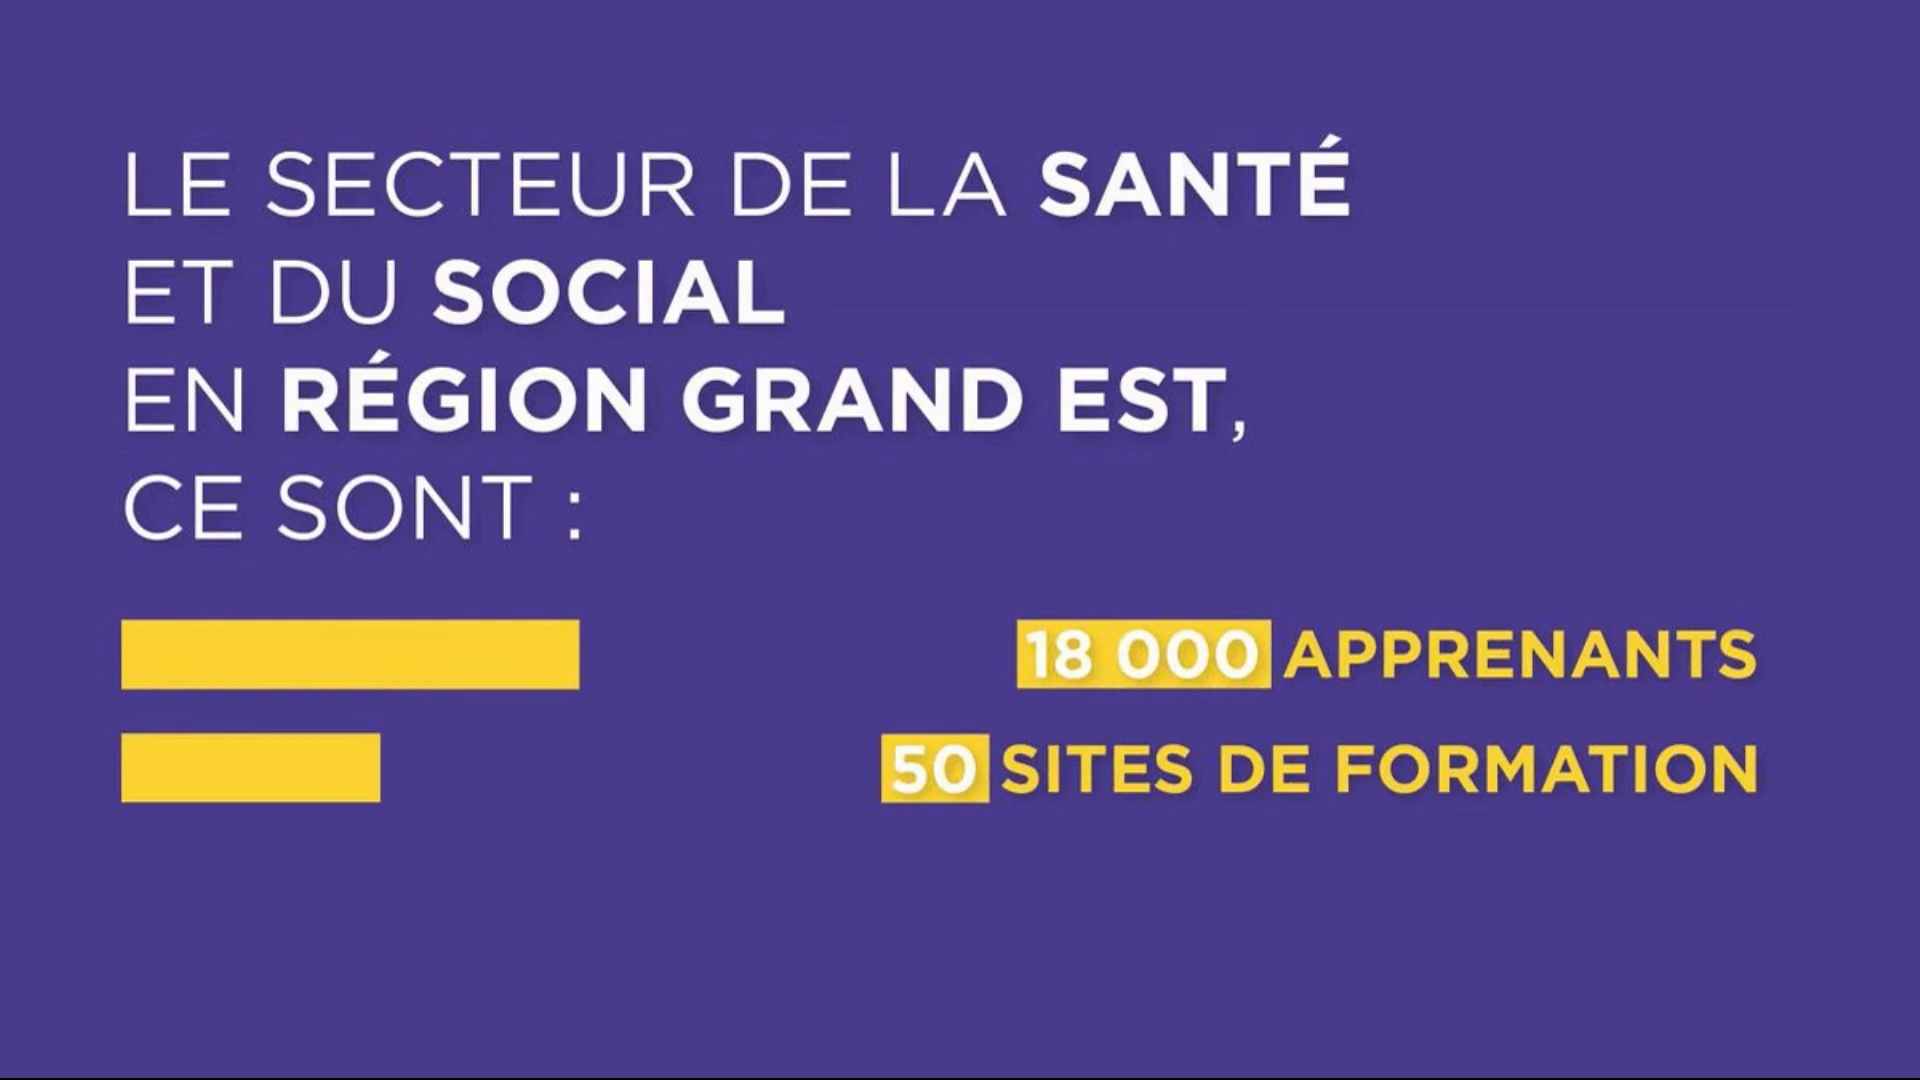 LE SECTEUR DE LA SANTÉ
ET DU SOCIAL
EN RÉGION GRAND EST,
CE SONT :
18 000 APPRENANTS
50 SITES DE FORMATION